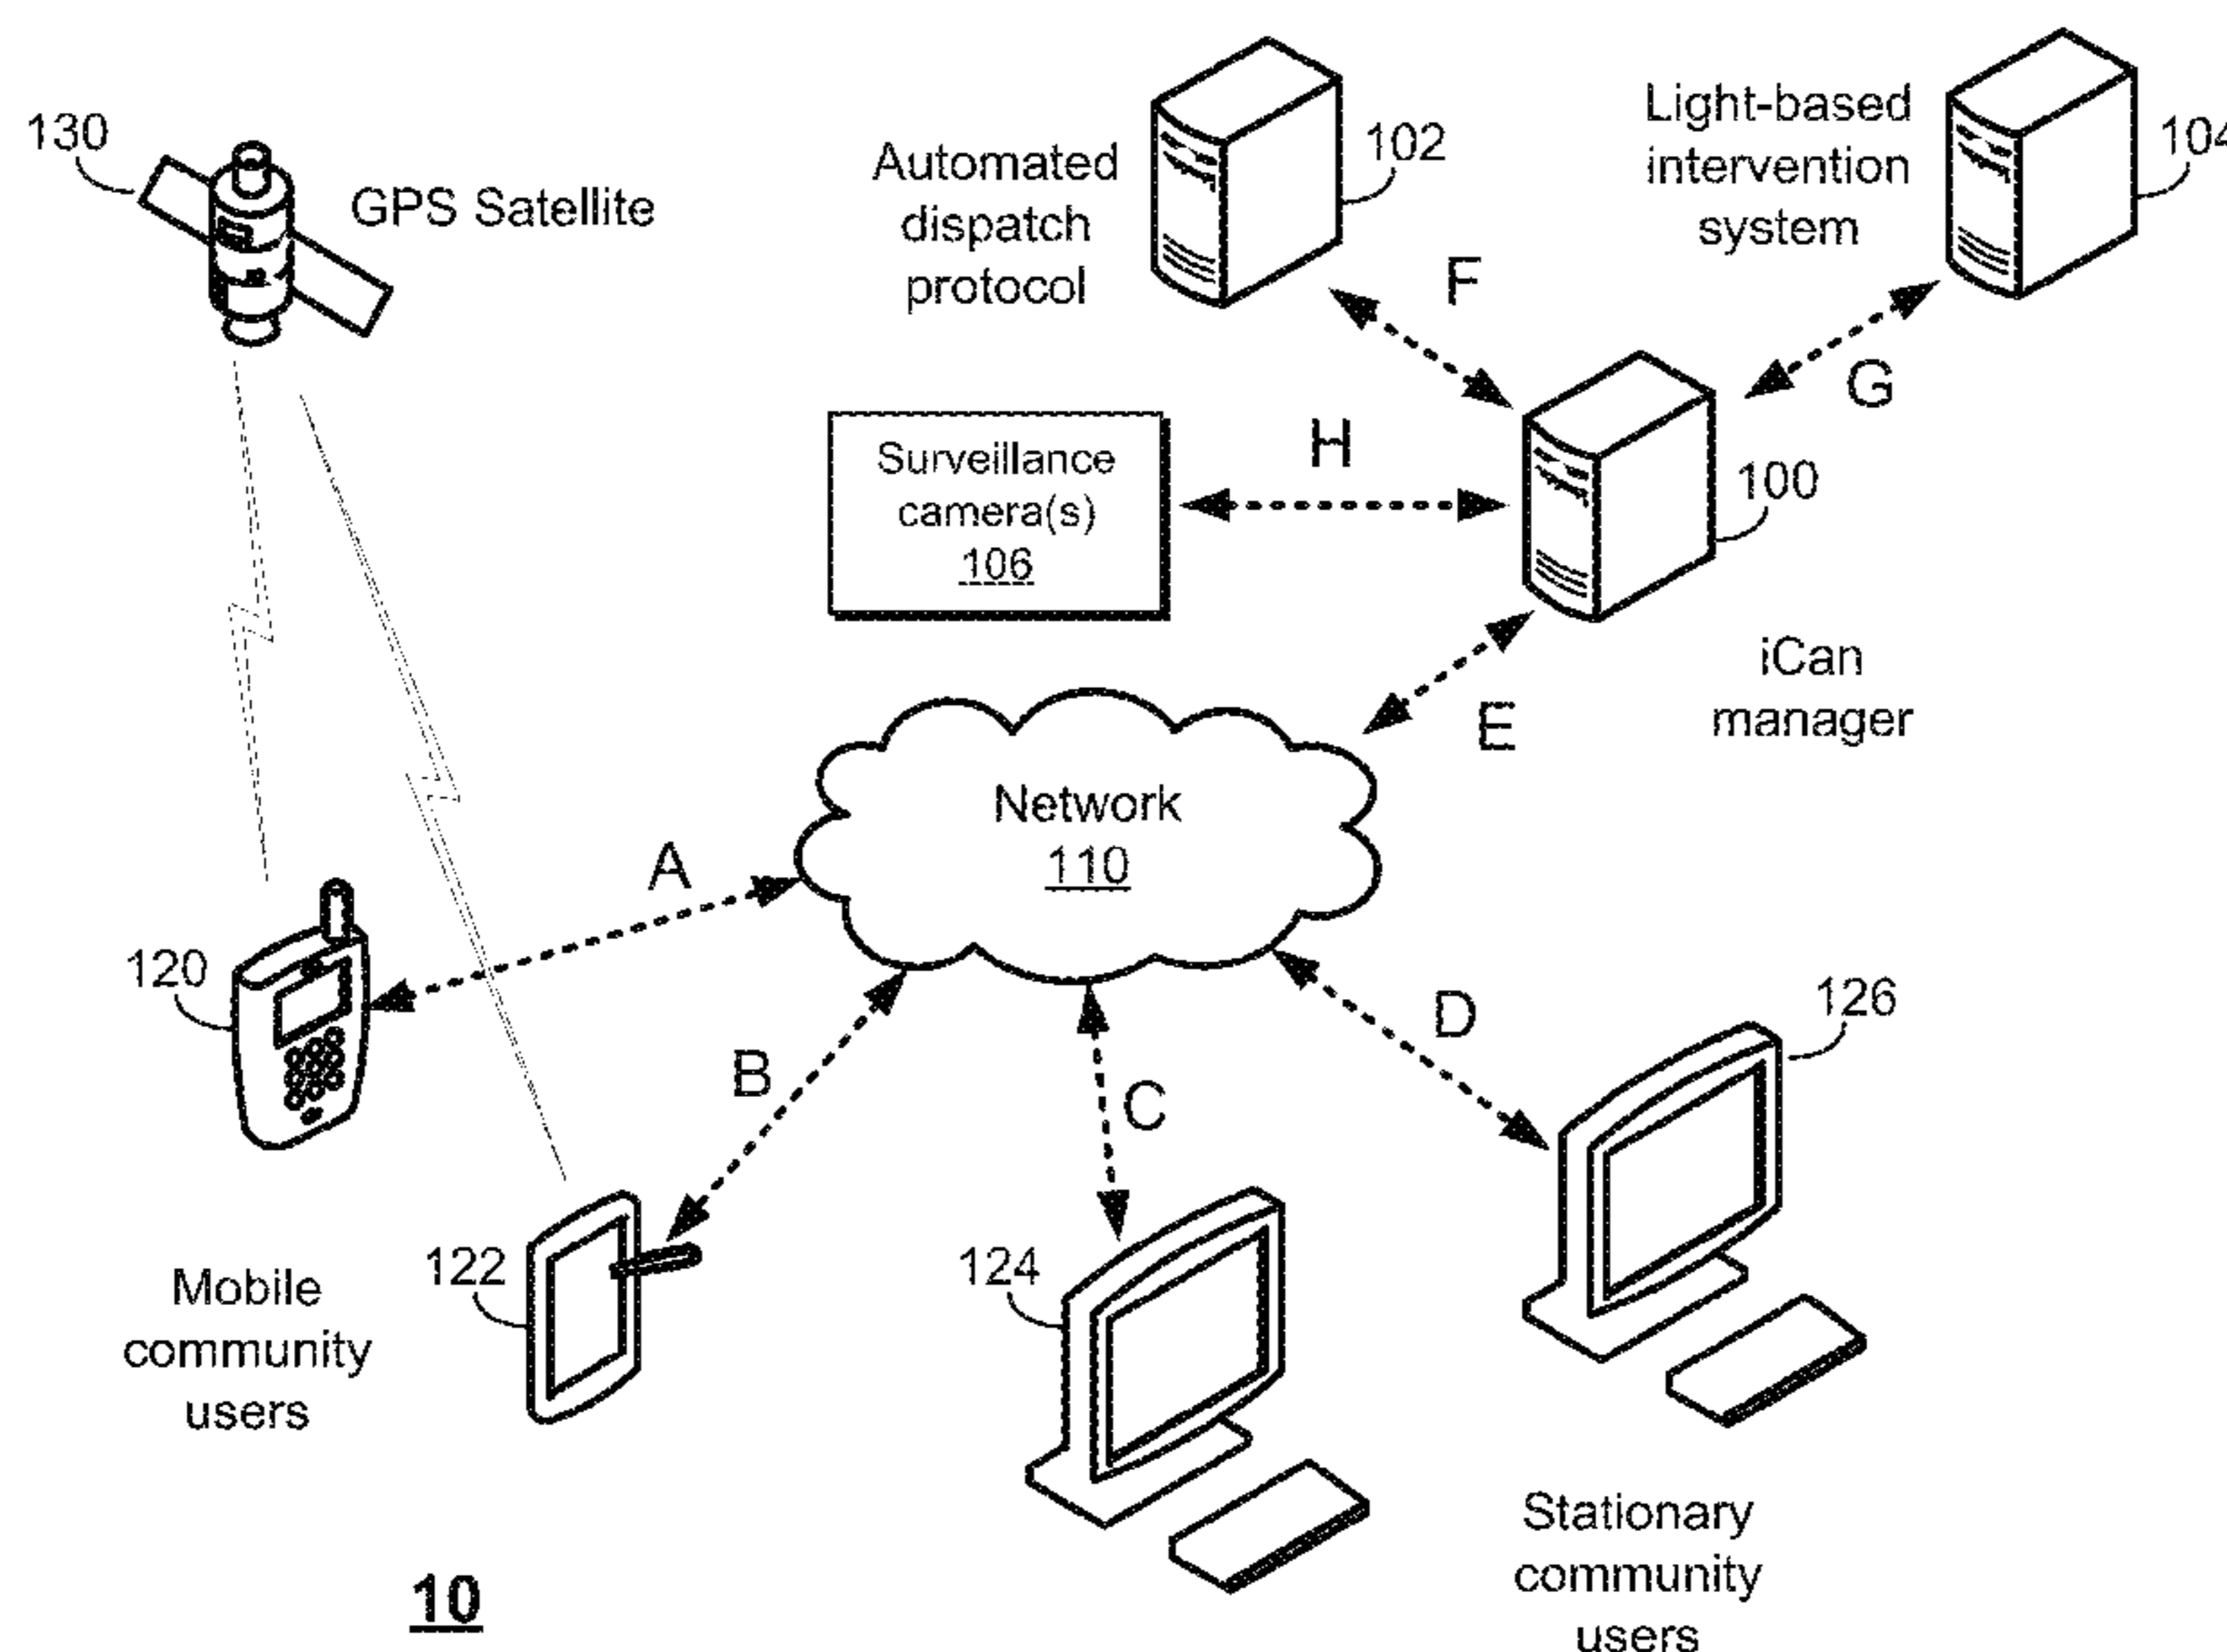 130
GPS Satellite
Automated
dispatch
protocol
102
Light-based
intervention
system
104
F
G
Surveillance
camera(s)
106
H
100
iCan
manager
E
Network
110
A
120
B
C
D
126
Mobile
community
users
122
124
Stationary
community
users
10